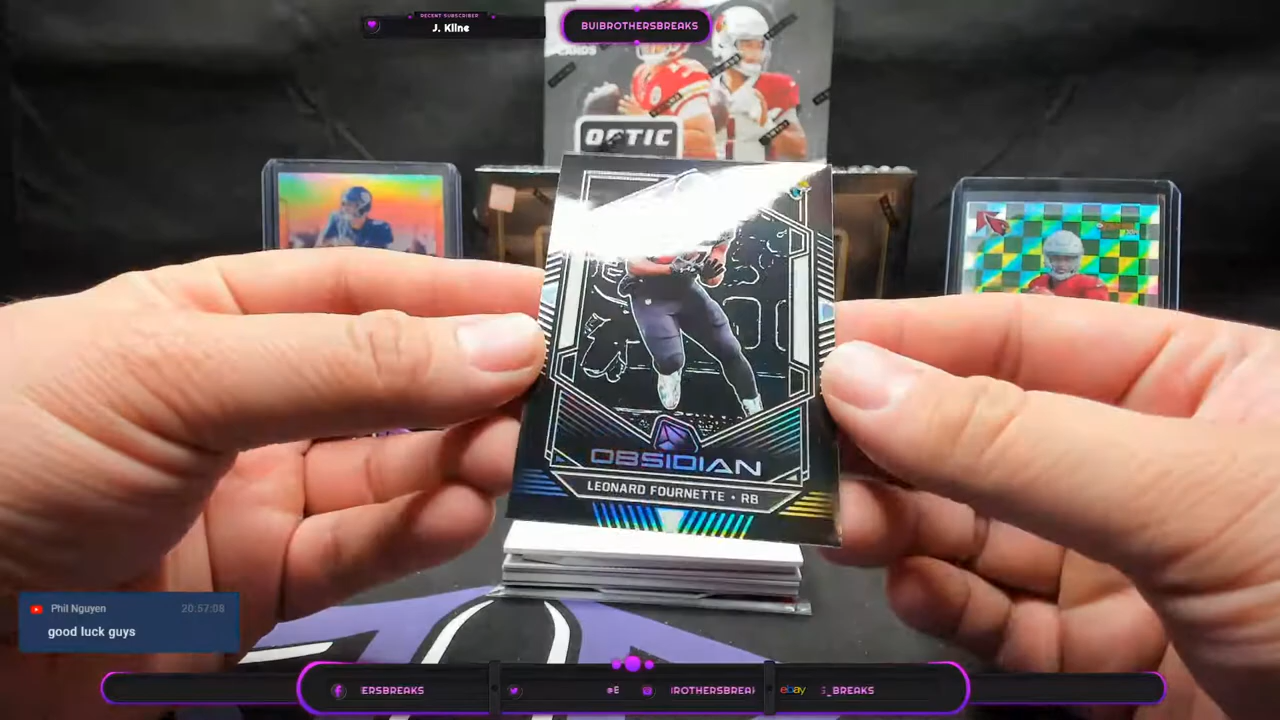 RECENT SUBSCRIBER
J. Kline
BUIBROTHERSBREAKS
CARDS
OPTIC
OBSIDIAN
LEONARD FOURNETTE • RB
Phil Nguyen 20:57:08
good luck guys
ERSBREAKS
@E
ROTHERSBREA
ebay
_BREAKS